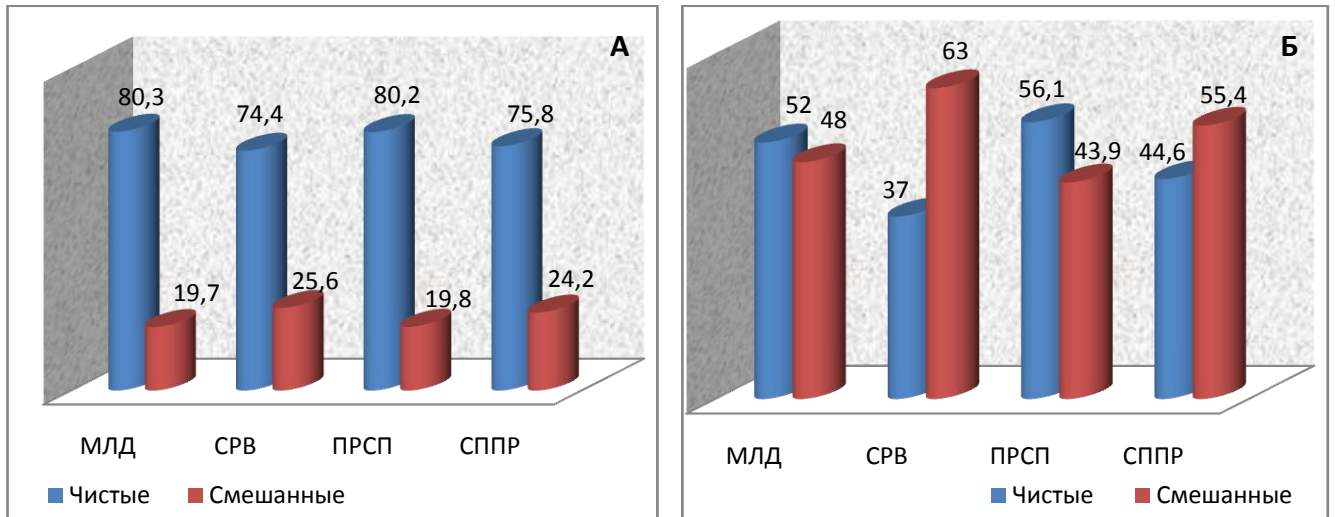 А
80,3 74,4 80,2 75,8
19,7 25,6 19,8 24,2
МЛД СРВ ПРСП СППР
Чистые Смешанные
Б
52 48 37 63 56,1 43,9 44,6 55,4
МЛД СРВ ПРСП СППР
Чистые Смешанные